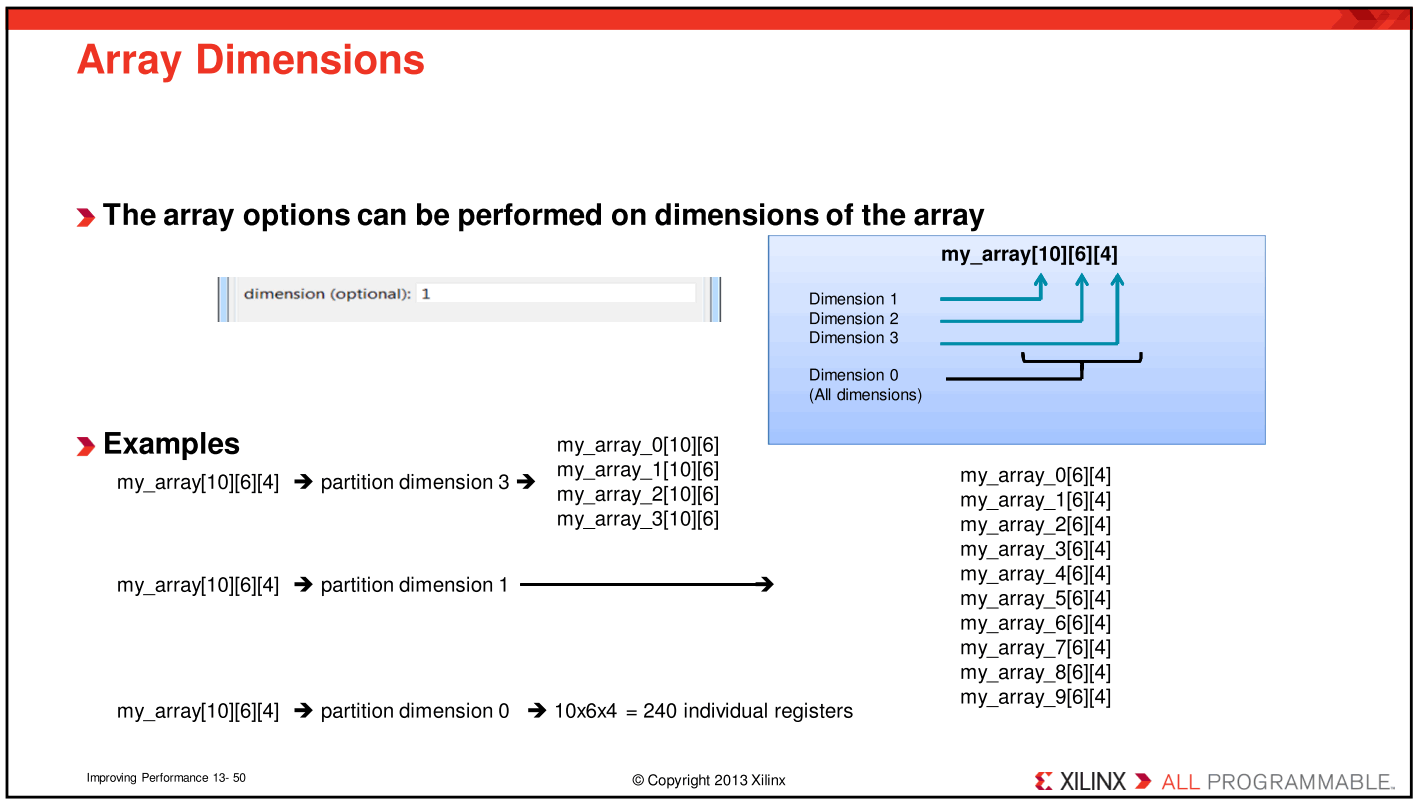 Array Dimensions
The array options can be performed on dimensions of the array
dimension (optional): 1
my_array[10][6][4]
Dimension 1
Dimension 2
Dimension 3
Dimension 0
(All dimensions)
Examples
my_array[10][6][4] ➔ partition dimension 3 ➔
my_array_0[10][6]
my_array_1[10][6]
my_array_2[10][6]
my_array_3[10][6]
my_array[10][6][4] ➔ partition dimension 1
my_array_0[6][4]
my_array_1[6][4]
my_array_2[6][4]
my_array_3[6][4]
my_array_4[6][4]
my_array_5[6][4]
my_array_6[6][4]
my_array_7[6][4]
my_array_8[6][4]
my_array_9[6][4]
my_array[10][6][4] ➔ partition dimension 0 ➔ 10x6x4 = 240 individual registers
Improving Performance 13- 50
© Copyright 2013 Xilinx
XILINX ALL PROGRAMMABLE.